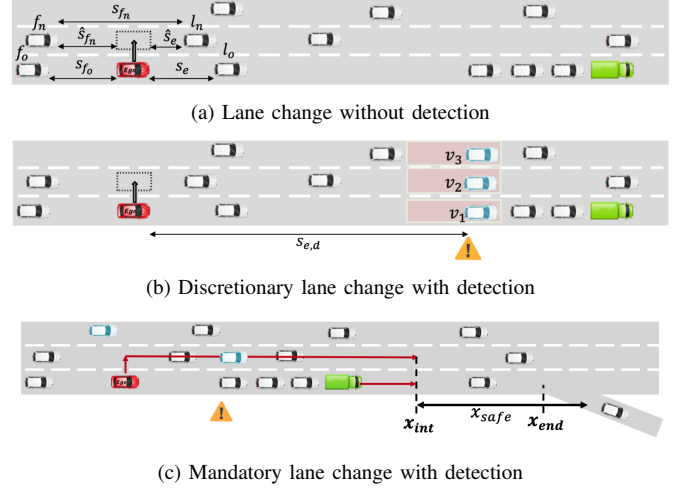 s_{f_n}
f_n l_n
ŝ_{f_n} ŝ_e
f_o l_o
s_{f_o} Ego s_e
(a) Lane change without detection
v_3
v_2
Ego v_1
s_{e,d}
!
(b) Discretionary lane change with detection
Ego
!
x_{int} x_{safe} x_{end}
(c) Mandatory lane change with detection